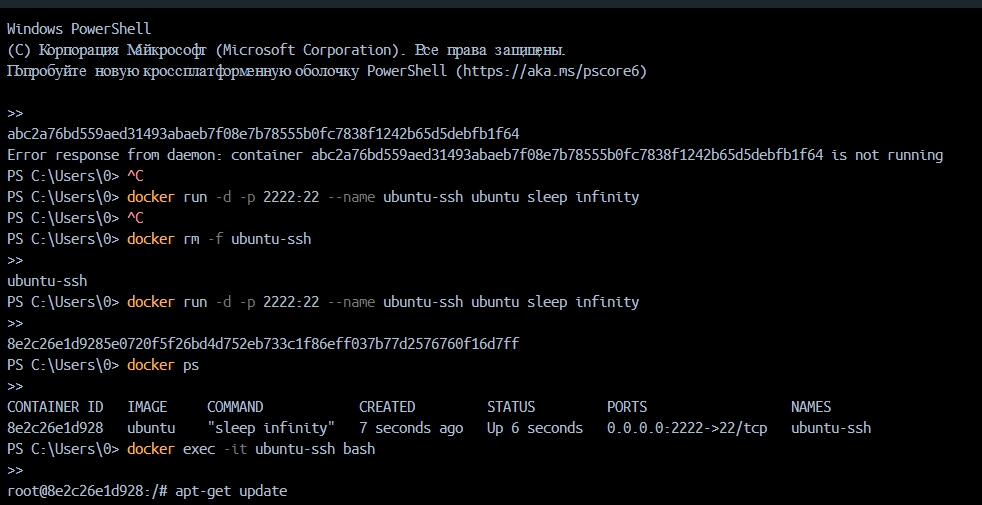 Windows PowerShell
(C) Корпорация Майкрософт (Microsoft Corporation). Все права защищены.
Попробуйте новую кроссплатформенную оболочку PowerShell (https://aka.ms/pscore6)
>>
abc2a76bd559aed31493abaeb7f08e7b78555b0fc7838f1242b65d5debfb1f64
Error response from daemon: container abc2a76bd559aed31493abaeb7f08e7b78555b0fc7838f1242b65d5debfb1f64 is not running
PS C:\Users\0> ^C
PS C:\Users\0> docker run -d -p 2222:22 --name ubuntu-ssh ubuntu sleep infinity
PS C:\Users\0> ^C
PS C:\Users\0> docker rm -f ubuntu-ssh
>>
ubuntu-ssh
PS C:\Users\0> docker run -d -p 2222:22 --name ubuntu-ssh ubuntu sleep infinity
>>
8e2c26e1d9285e0720f5f26bd4d752eb733c1f86eff037b77d2576760f16d7ff
PS C:\Users\0> docker ps
>>
CONTAINER ID   IMAGE     COMMAND            CREATED         STATUS         PORTS                  NAMES
8e2c26e1d928   ubuntu    "sleep infinity"   7 seconds ago   Up 6 seconds   0.0.0.0:2222->22/tcp   ubuntu-ssh
PS C:\Users\0> docker exec -it ubuntu-ssh bash
>>
root@8e2c26e1d928:/# apt-get update